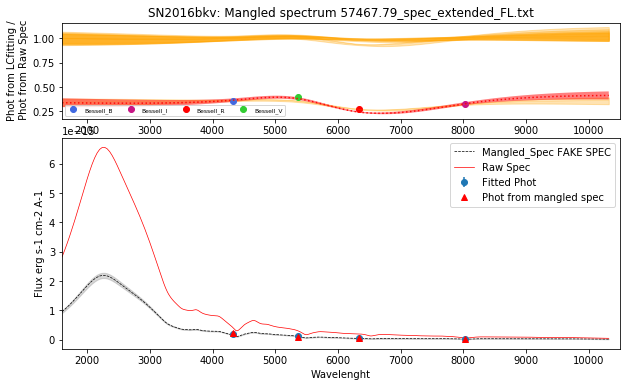 SN2016bkv: Mangled spectrum 57467.79_spec_extended_FL.txt
Phot from LCfitting /
Phot from Raw Spec
1.00
0.75
0.50
0.25
Bessell_B Bessell_I Bessell_R Bessell_V
2000 3000 4000 5000 6000 7000 8000 9000 10000
Flux erg s-1 cm-2 A-1
6
5
4
3
2
1
0
Mangled_Spec FAKE SPEC
Raw Spec
Fitted Phot
Phot from mangled spec
2000 3000 4000 5000 6000 7000 8000 9000 10000
Wavelenght